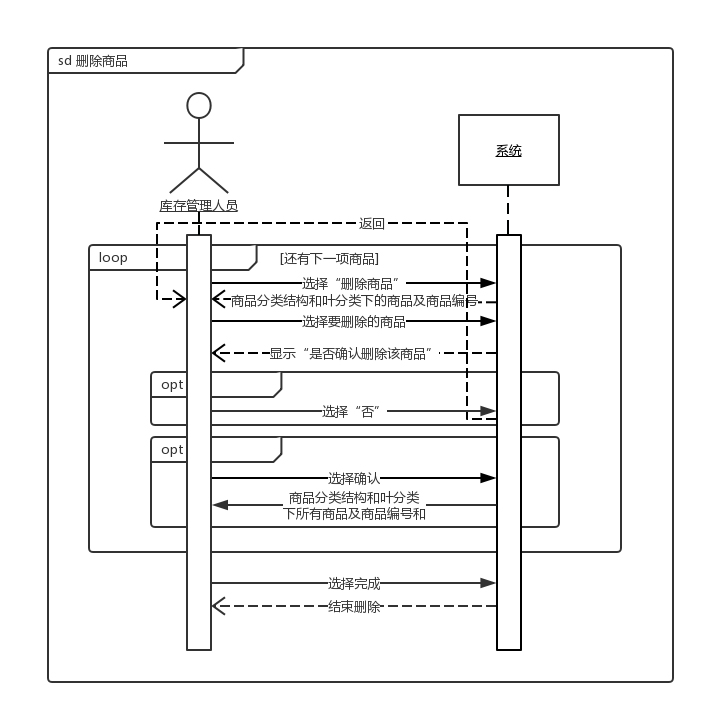 sd 删除商品
系统
库存管理人员
返回
loop
[还有下一项商品]
选择“删除商品”
商品分类结构和叶分类下的商品及商品编号
选择要删除的商品
显示“是否确认删除该商品”
opt
选择“否”
opt
选择确认
商品分类结构和叶分类
下所有商品及商品编号和
选择完成
结束删除